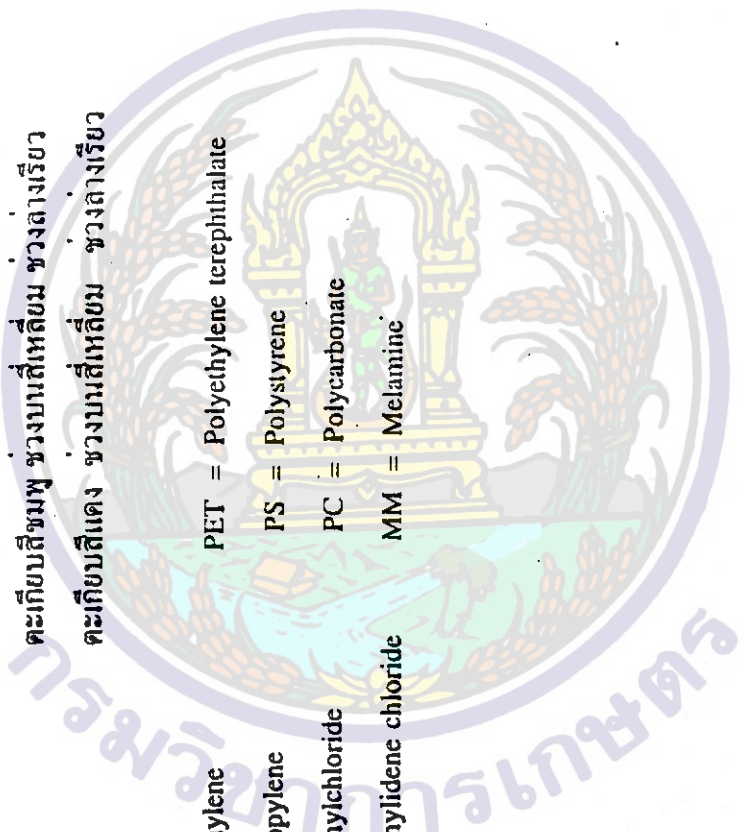 ตะเกียบสีชมพู ช่วงบนสี่เหลี่ยม ช่วงล่างเรียว
ตะเกียบสีแดง ช่วงบนสี่เหลี่ยม ช่วงล่างเรียว
PET = Polyethylene terephthalate
PS = Polystyrene
PC = Polycarbonate
MM = Melamine
chloride
กรมวิชาการเกษตร